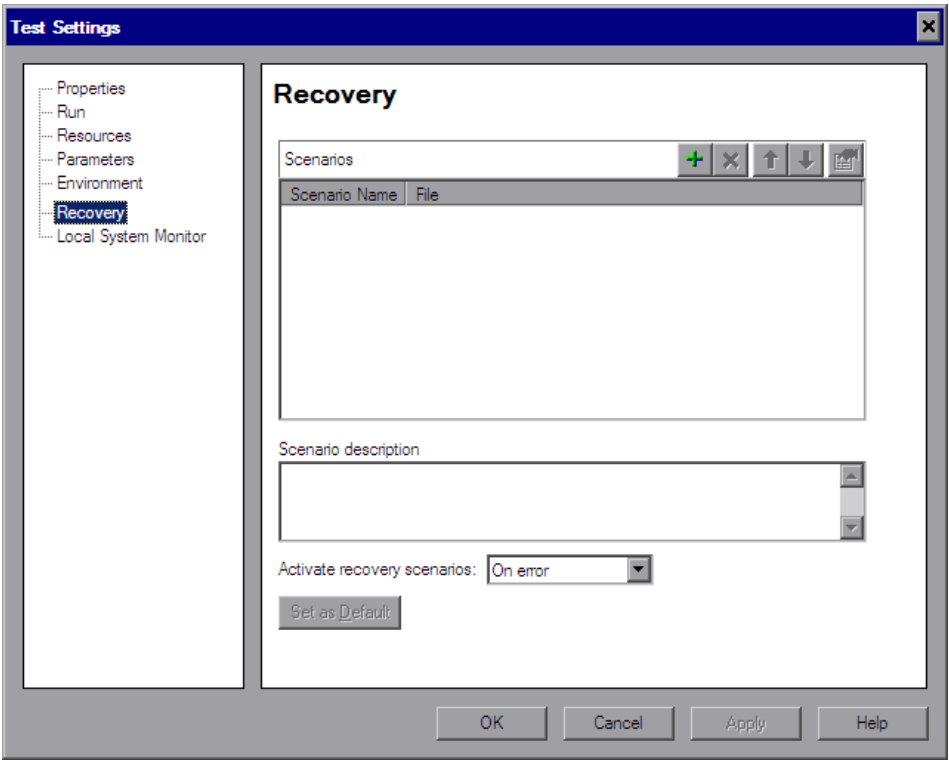 Test Settings
Properties
Run
Resources
Parameters
Environment
Recovery
Local System Monitor
Recovery
Scenarios
Scenario Name File
Scenario description
Activate recovery scenarios: On error
Set as Default
OK Cancel Apply Help